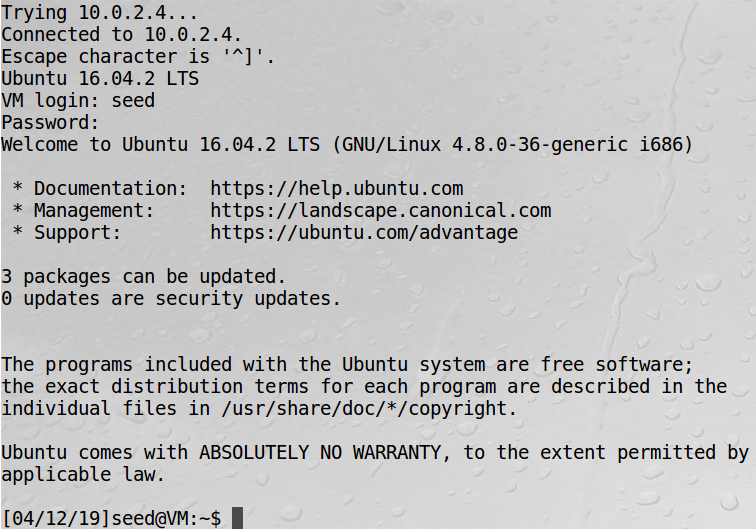 Trying 10.0.2.4...
Connected to 10.0.2.4.
Escape character is '^]'.
Ubuntu 16.04.2 LTS
VM login: seed
Password:
Welcome to Ubuntu 16.04.2 LTS (GNU/Linux 4.8.0-36-generic i686)
* Documentation:  https://help.ubuntu.com
* Management:     https://landscape.canonical.com
* Support:        https://ubuntu.com/advantage
3 packages can be updated.
0 updates are security updates.
The programs included with the Ubuntu system are free software;
the exact distribution terms for each program are described in the
individual files in /usr/share/doc/*/copyright.
Ubuntu comes with ABSOLUTELY NO WARRANTY, to the extent permitted by
applicable law.
[04/12/19]seed@VM:~$